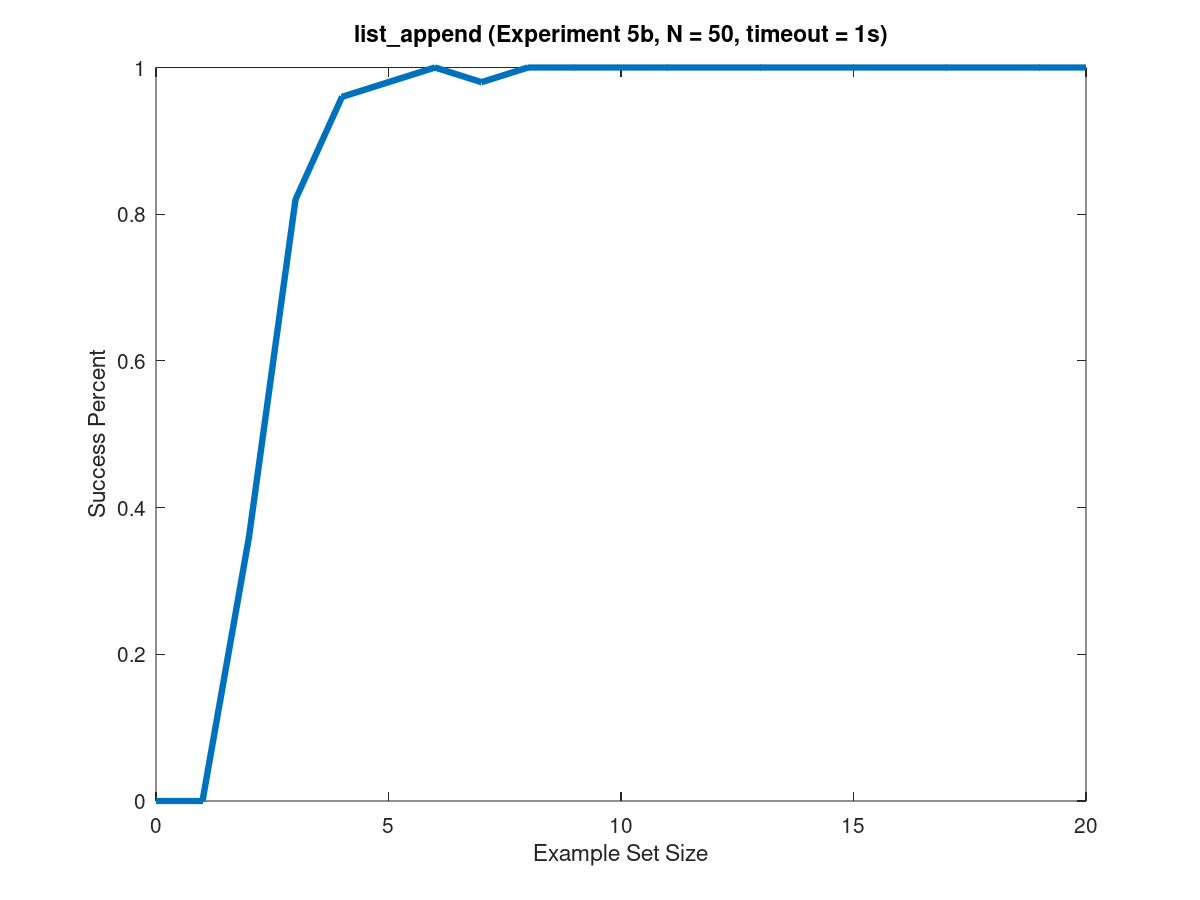 list_append (Experiment 5b, N = 50, timeout = 1s)
1
0.8
0.6
0.4
0.2
0
Success Percent
0 5 10 15 20
Example Set Size